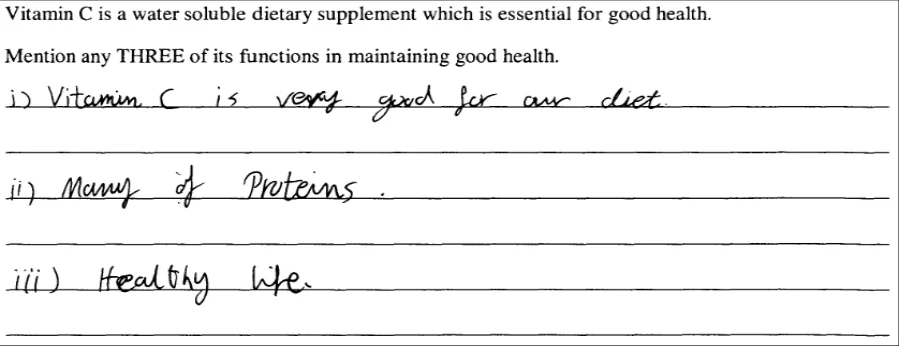 Vitamin C is a water soluble dietary supplement which is essential for good health.
Mention any THREE of its functions in maintaining good health.
i) Vitamin C is very good for our diet.
ii) Many of Proteins.
iii) Healthy life.